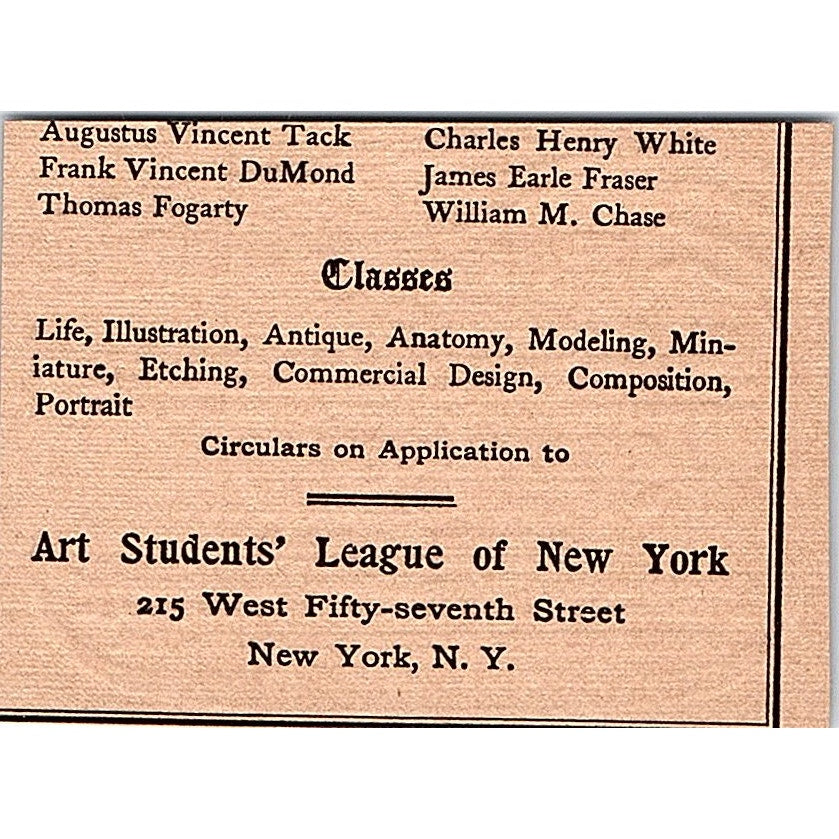 Augustus Vincent Tack Charles Henry White
Frank Vincent DuMond James Earle Fraser
Thomas Fogarty William M. Chase
Classes
Life, Illustration, Antique, Anatomy, Modeling, Min-
iature, Etching, Commercial Design, Composition,
Portrait
Circulars on Application to
Art Students' League of New York
215 West Fifty-seventh Street
New York, N. Y.